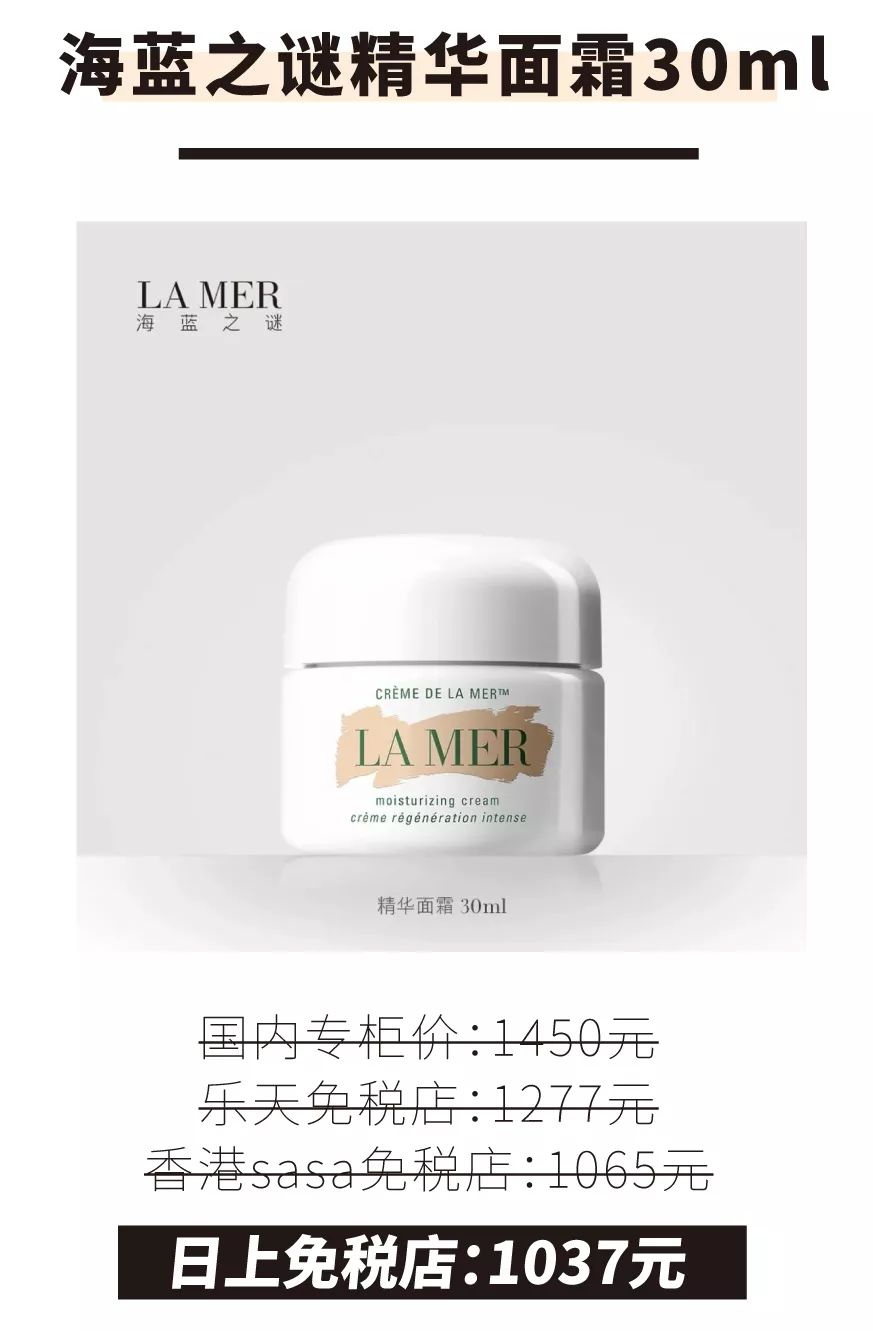 海蓝之谜精华面霜30ml
LA MER
海蓝之谜
CRÈME DE LA MER™
LA MER
moisturizing cream
crème régénération intense
精华面霜 30ml
国内专柜价:1450元
乐天免税店:1277元
香港sasa免税店:1065元
日上免税店:1037元